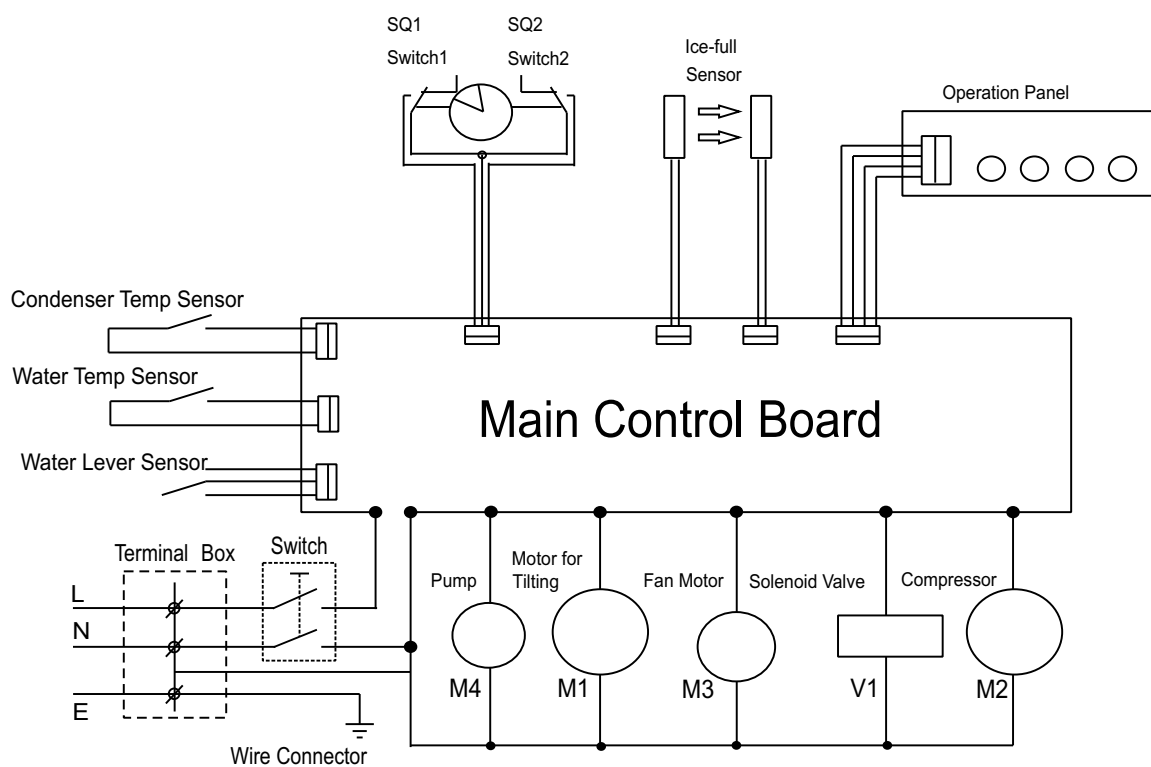 SQ1
SQ2
Switch1
Switch2
Ice-full
Sensor
Operation Panel
Condenser Temp Sensor
Water Temp Sensor
Water Lever Sensor
Main Control Board
Terminal Box
Switch
L
N
E
Wire Connector
Pump
Motor for
Tilting
Fan Motor
Solenoid Valve
Compressor
M4
M1
M3
V1
M2